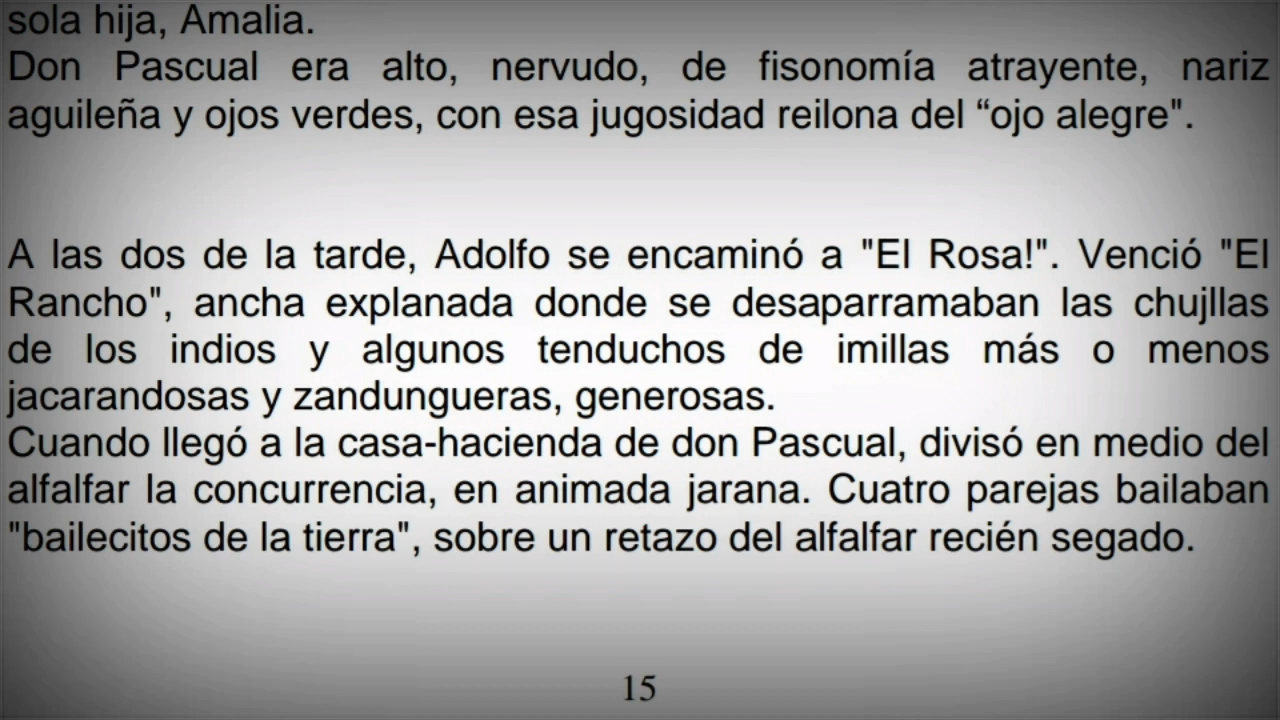 sola hija, Amalia.
Don Pascual era alto, nervudo, de fisonomía atrayente, nariz
aguileña y ojos verdes, con esa jugosidad reilona del “ojo alegre".
A las dos de la tarde, Adolfo se encaminó a "El Rosa!". Venció "El
Rancho", ancha explanada donde se desaparramaban las chujllas
de los indios y algunos tenduchos de imillas más o menos
jacarandosas y zandungueras, generosas.
Cuando llegó a la casa-hacienda de don Pascual, divisó en medio del
alfalfar la concurrencia, en animada jarana. Cuatro parejas bailaban
"bailecitos de la tierra", sobre un retazo del alfalfar recién segado.
15